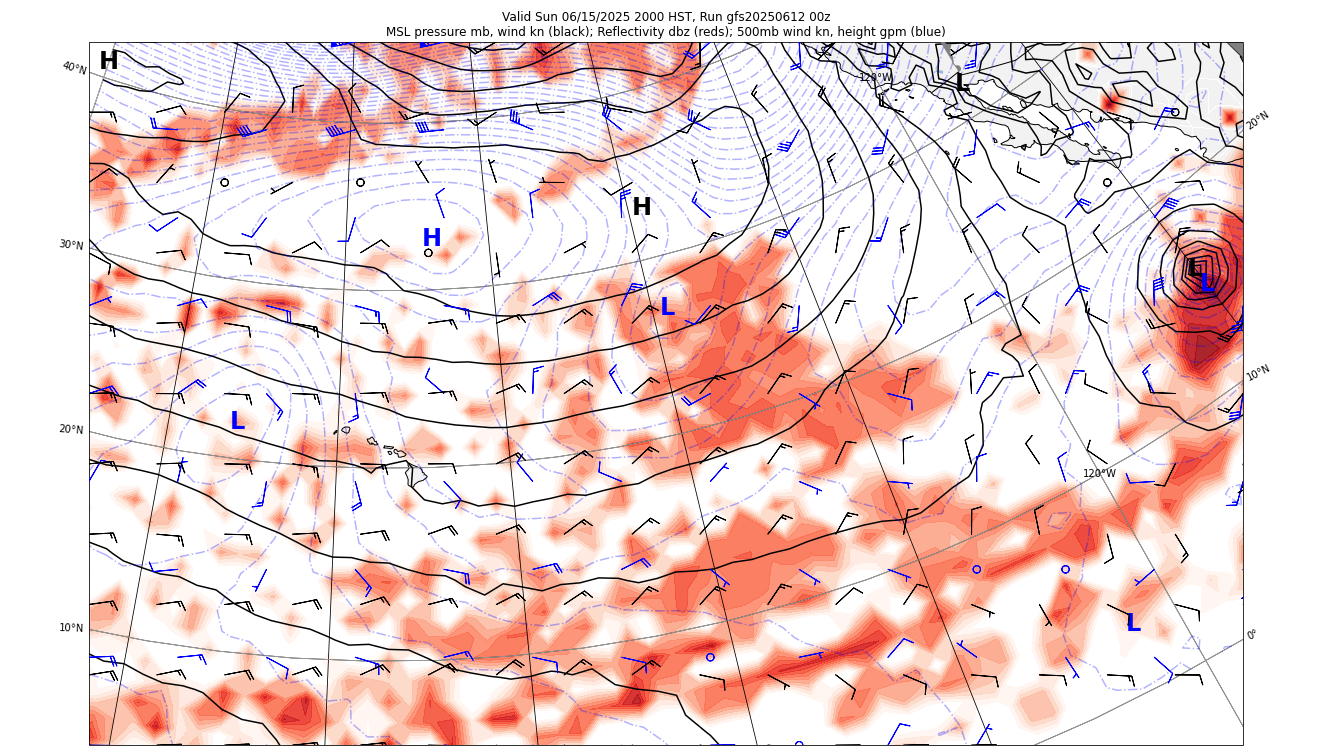 Valid Sun 06/15/2025 2000 HST, Run gfs20250612 00z
MSL pressure mb, wind kn (black); Reflectivity dbz (reds); 500mb wind kn, height gpm (blue)
H
40°N
120°W
L
20°N
H
H
30°N
L
L
L
10°N
L
20°N
120°W
10°N
L
0°